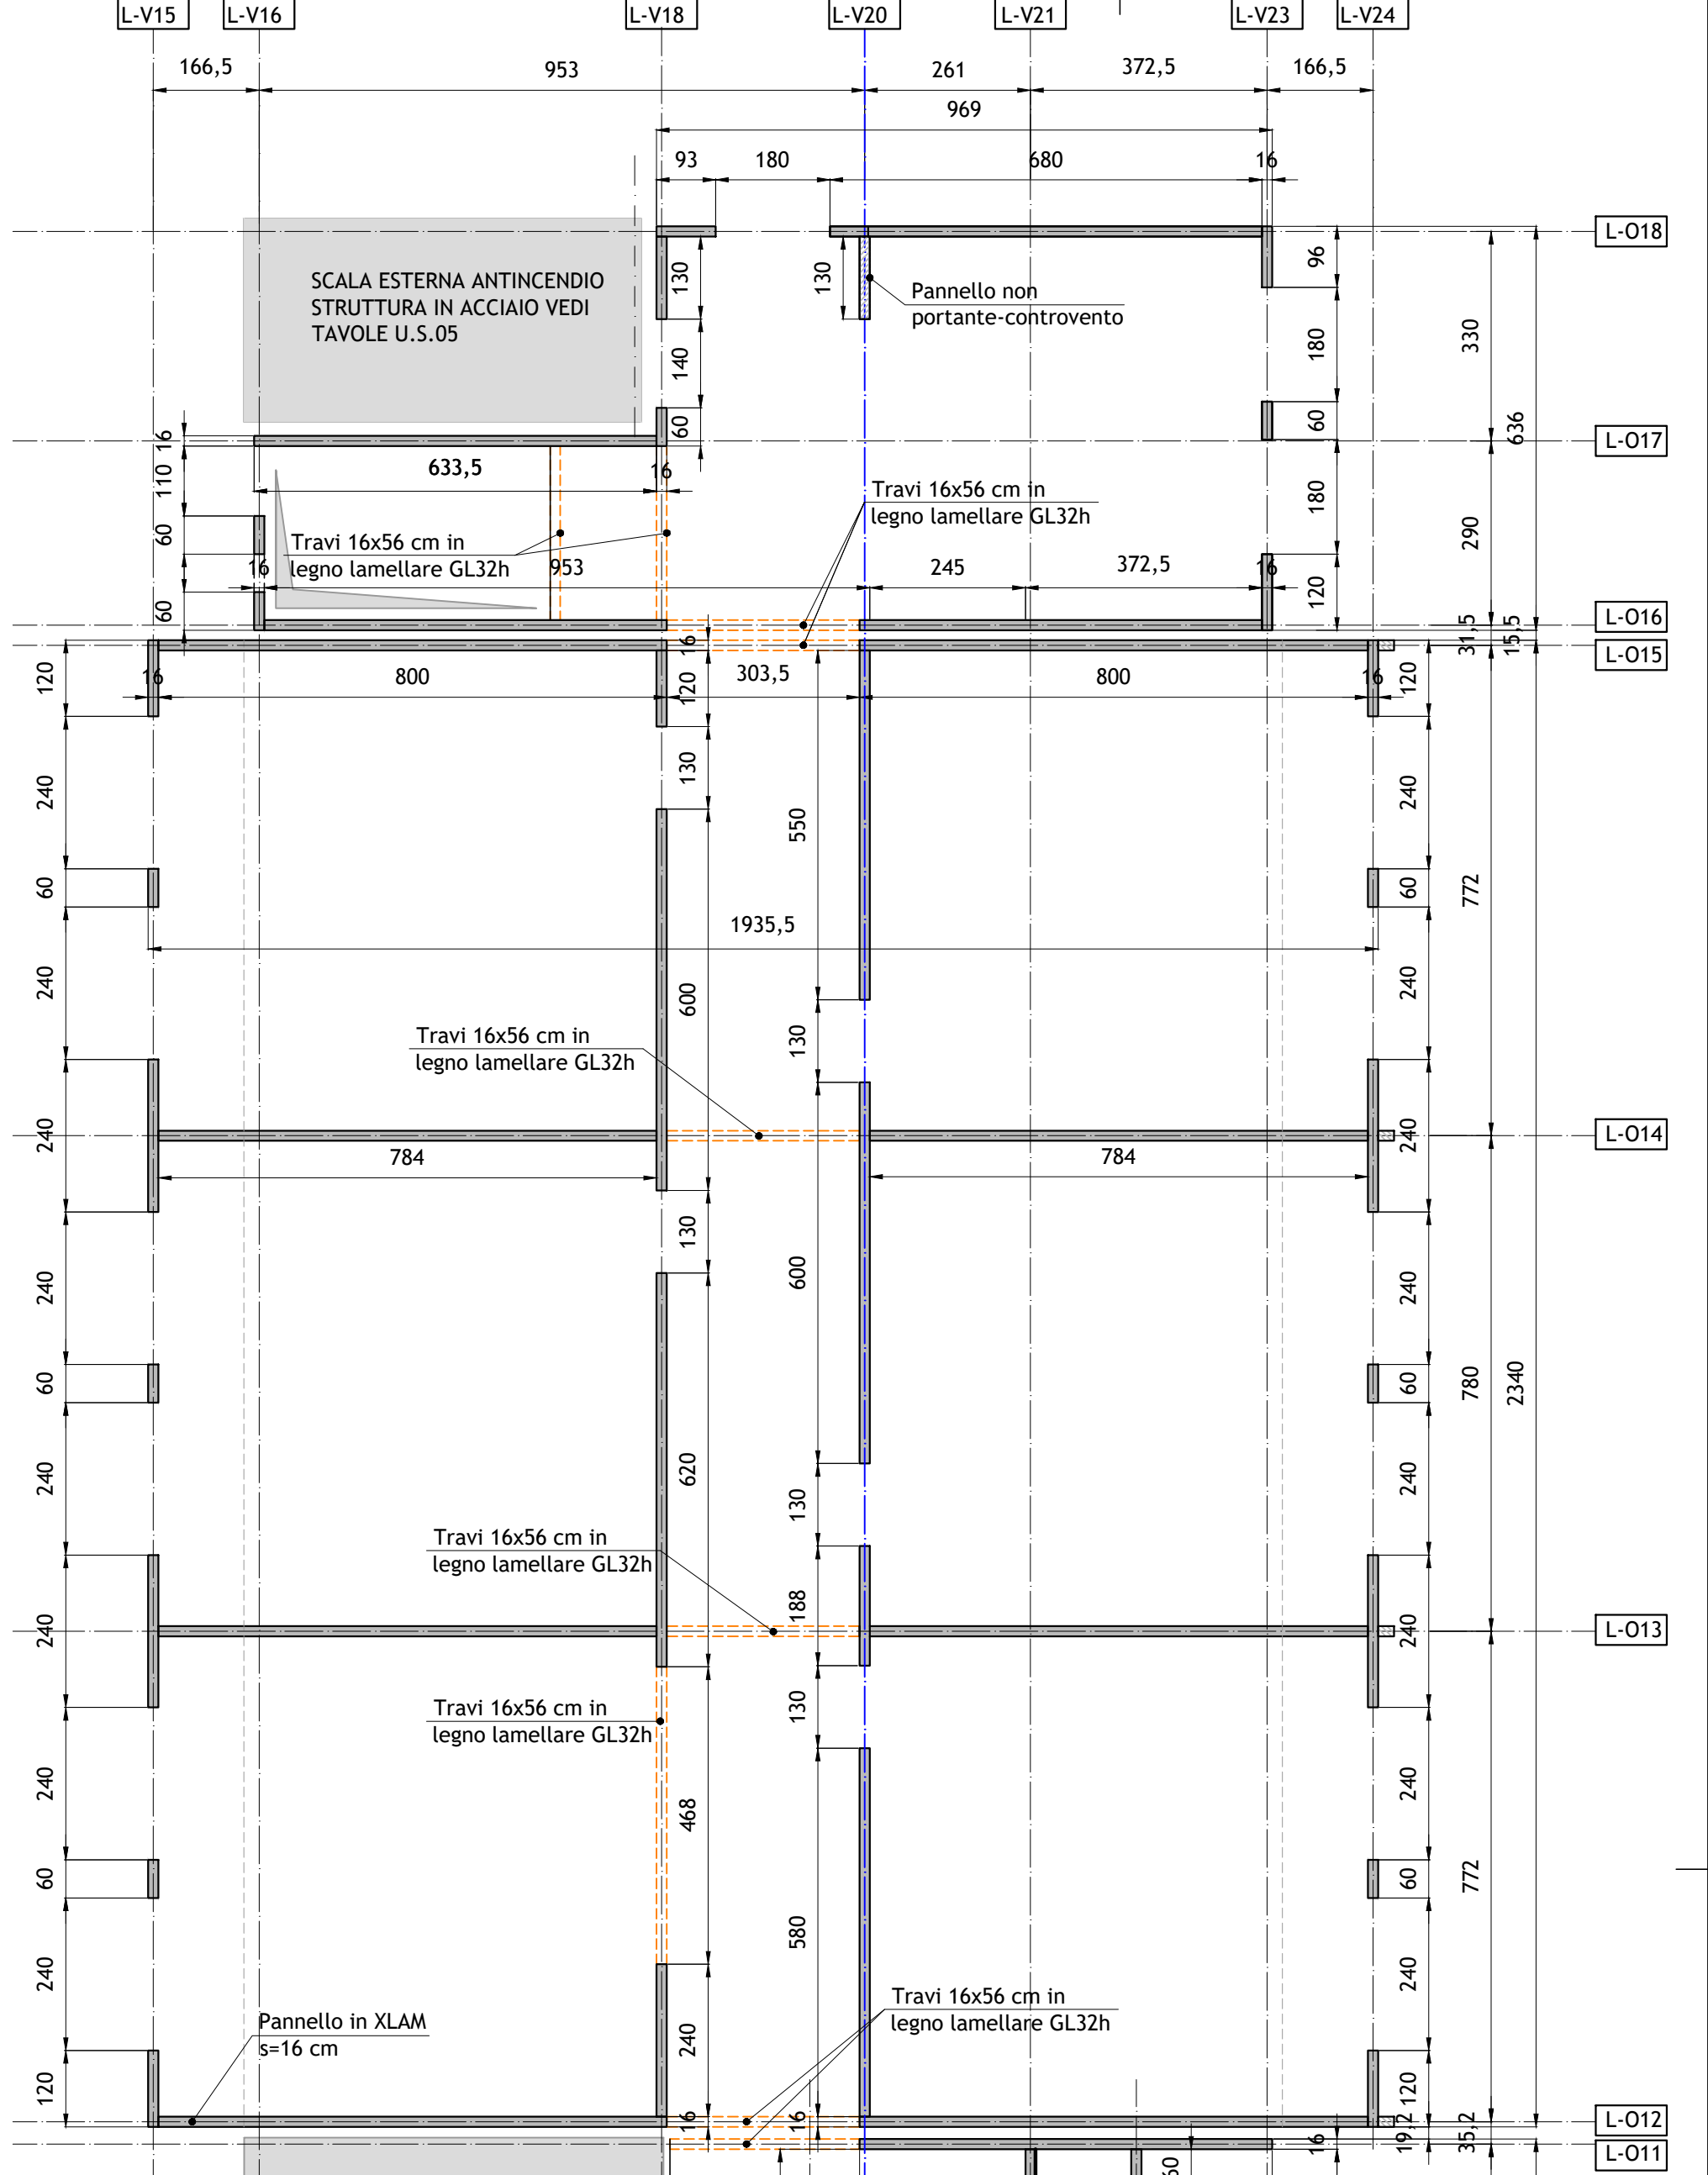 L-V15 L-V16 L-V18 L-V20 L-V21 L-V23 L-V24
166,5 953 261 372,5 166,5
969
93 180 680 16
L-O18
SCALA ESTERNA ANTINCENDIO
STRUTTURA IN ACCIAIO VEDI
TAVOLE U.S.05
130 130 96
Pannello non
portante-controvento
140 180 330
60 60 636
16 L-O17
110 633,5 16
180 290
Travi 16x56 cm in
legno lamellare GL32h
60
Travi 16x56 cm in
legno lamellare GL32h
16 953 245 372,5 16
60 120
L-O16
31,5 15,5
16
L-O15
120 16 800 120 303,5 800 16 120
240 130 550 240
60 60 772
1935,5
240 600 130 240
Travi 16x56 cm in
legno lamellare GL32h
240 240 L-O14
784 784
130
240 600 240
60 60 780 2340
240 620 130 240
Travi 16x56 cm in
legno lamellare GL32h
188
240 240 L-O13
130
Travi 16x56 cm in
legno lamellare GL32h
240 468 240
60 60 772
580
240 240
Travi 16x56 cm in
legno lamellare GL32h
Pannello in XLAM
s=16 cm
240
120 120
16 16 L-O12
19,2 35,2
16 L-O11
60